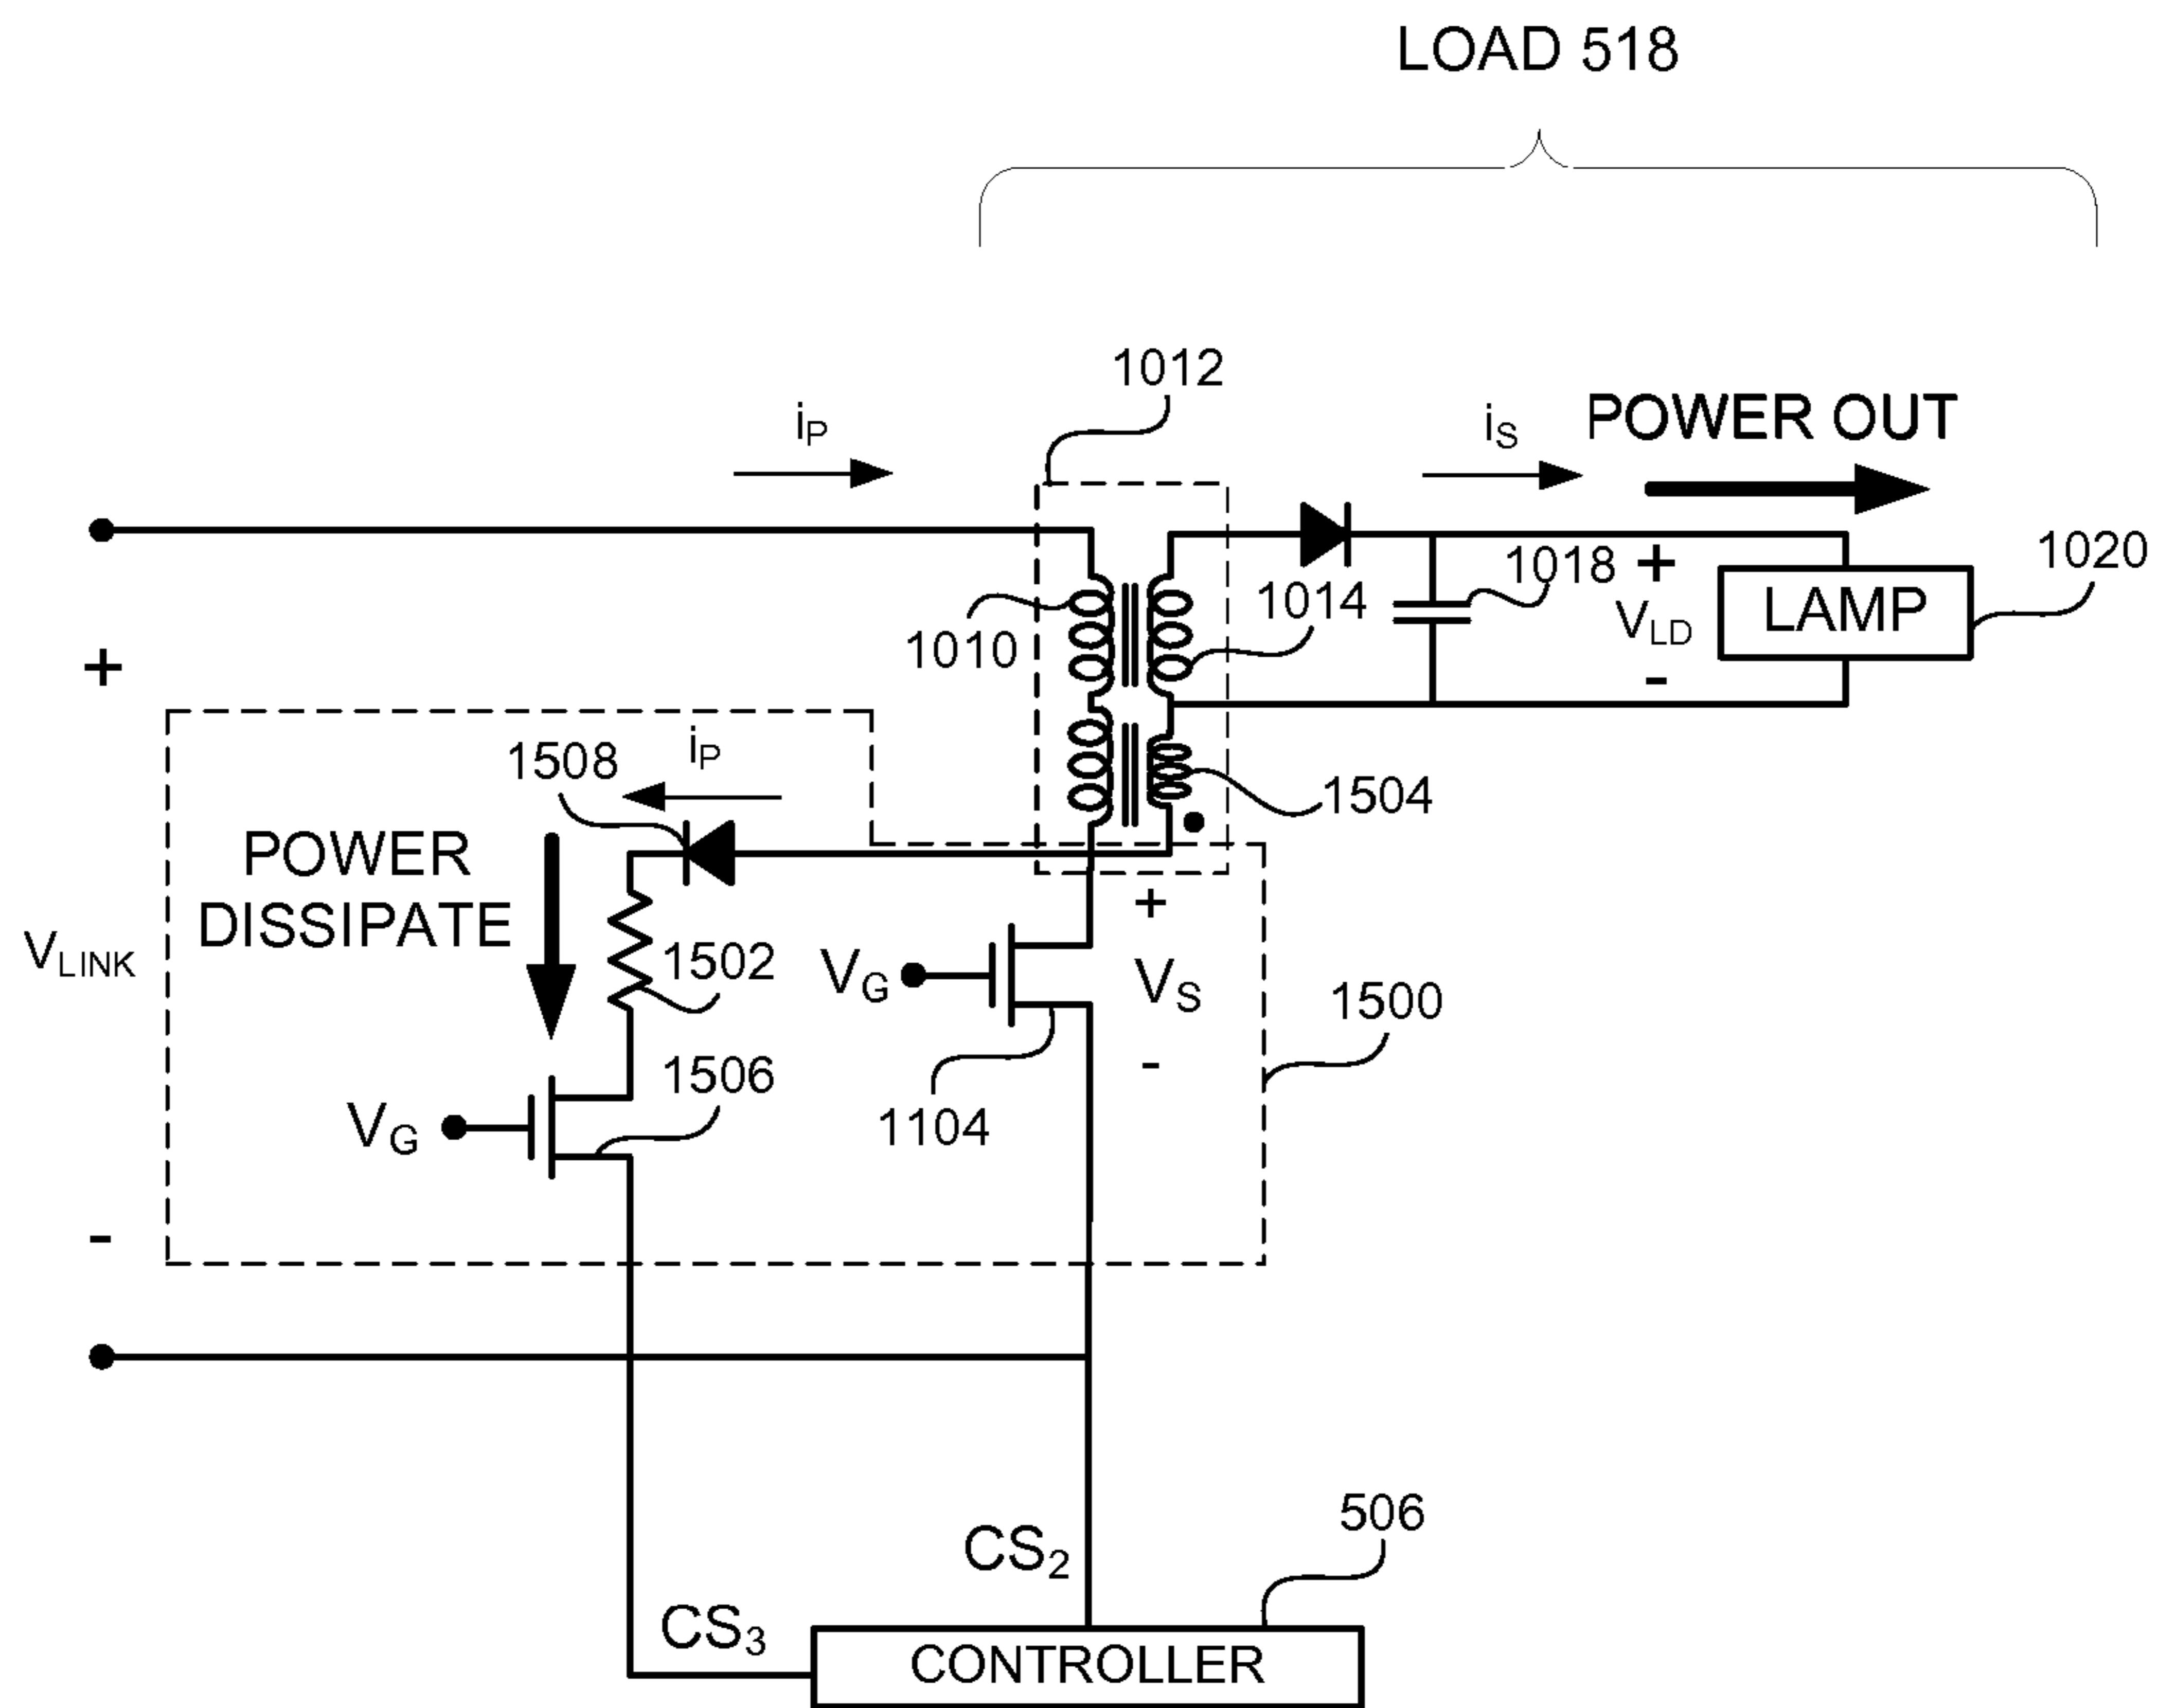 LOAD 518
1012
iP
iS
POWER OUT
1018
+
1020
1014
LAMP
VLD
1010
-
+
iP
1508
1504
POWER
DISSIPATE
+
VLINK
1502
VG
VS
1500
-
1506
VG
1104
-
506
CS2
CS3
CONTROLLER